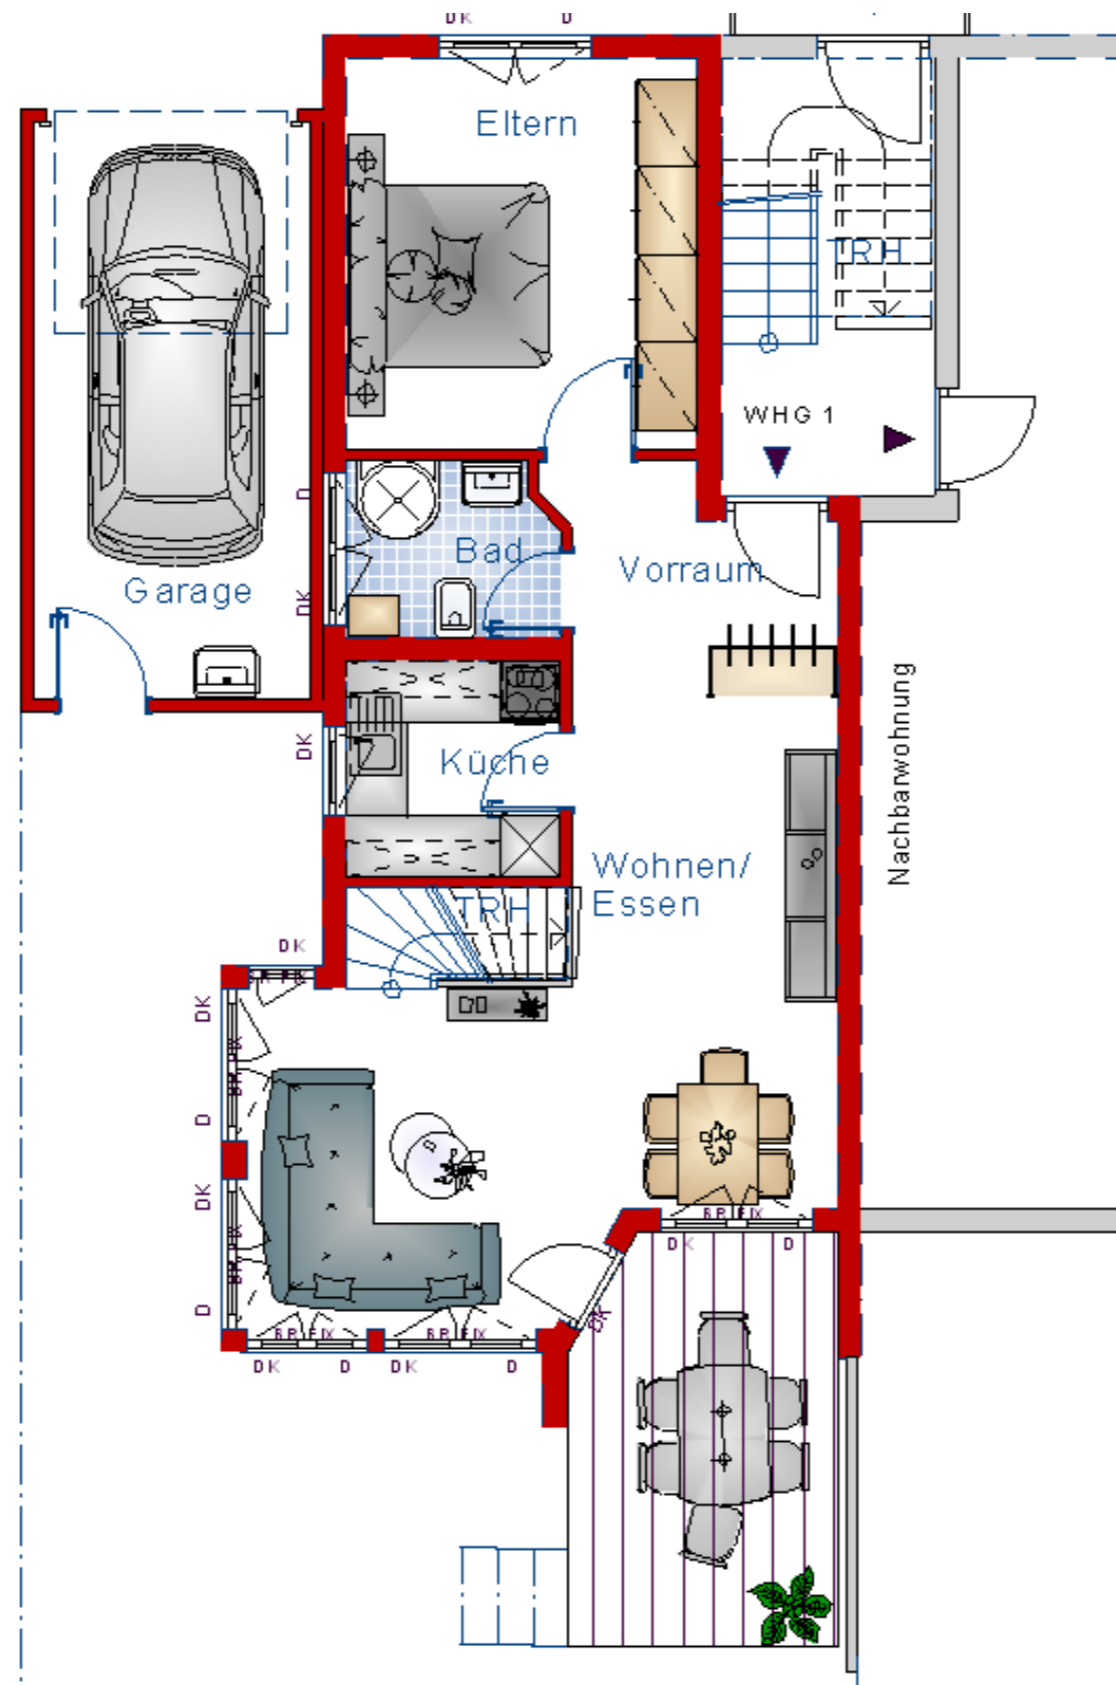 DK D
Eltern
TRH
WHG 1
D
Bad
Vorraum
Garage
DK
Nachbarwohnung
DK
Küche
Wohnen/
Essen
TRH
DK
DK
D
DK
D
BR FIX
DK D
DK
BR FIX BR FIX
DK D DK D